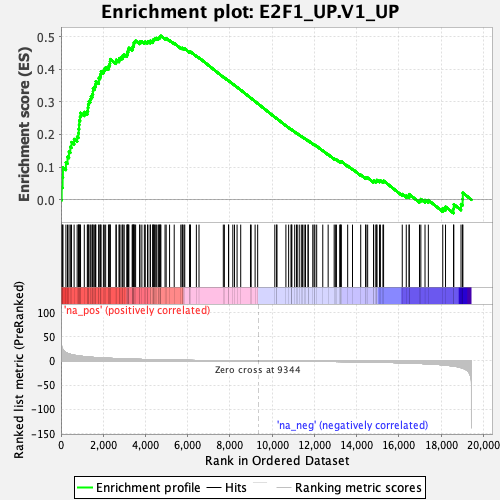 Enrichment plot: E2F1_UP.V1_UP
Enrichment score (ES)
0.5
0.4
0.3
0.2
0.1
0.0
Ranked list metric (PreRanked)
100
50
0
-50
-100
-150
'na_pos' (positively correlated)
Zero cross at 9344
'na_neg' (negatively correlated)
0
2,000
4,000
6,000
8,000
10,000
12,000
14,000
16,000
18,000
20,000
Rank in Ordered Dataset
Enrichment profile
Hits
Ranking metric scores